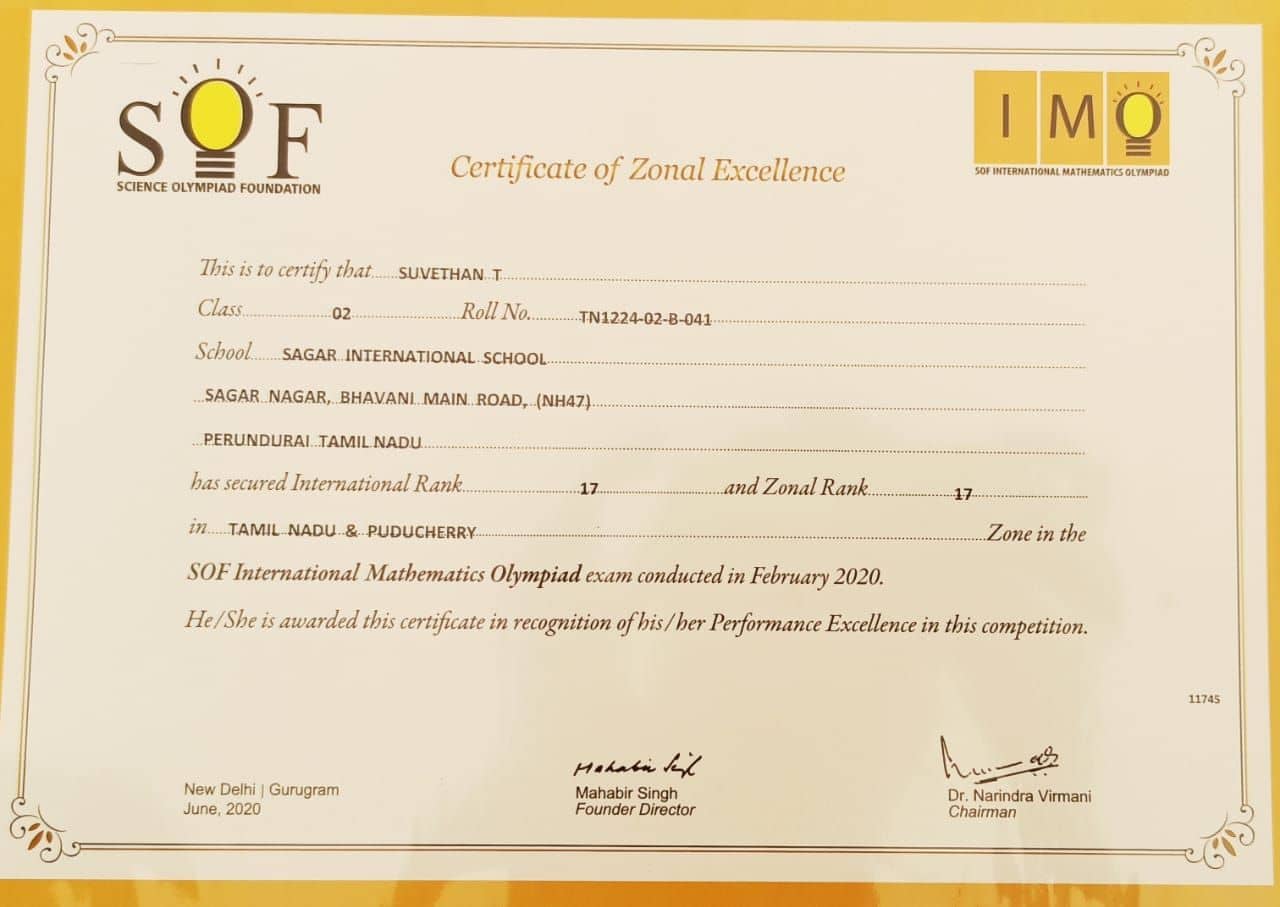 SOF
SCIENCE OLYMPIAD FOUNDATION
IMO
SOF INTERNATIONAL MATHEMATICS OLYMPIAD
Certificate of Zonal Excellence
This is to certify that SUVETHAN T
Class 02 Roll No. TN1224-02-B-041
School SAGAR INTERNATIONAL SCHOOL
SAGAR NAGAR, BHAVANI MAIN ROAD, (NH47)
PERUNDURAI TAMIL NADU
has secured International Rank 17 and Zonal Rank 17
in TAMIL NADU & PUDUCHERRY Zone in the
SOF International Mathematics Olympiad exam conducted in February 2020.
He/She is awarded this certificate in recognition of his/her Performance Excellence in this competition.
11745
Mahabir Singh
New Delhi | Gurugram
June, 2020
Mahabir Singh
Founder Director
Dr. Narindra Virmani
Chairman